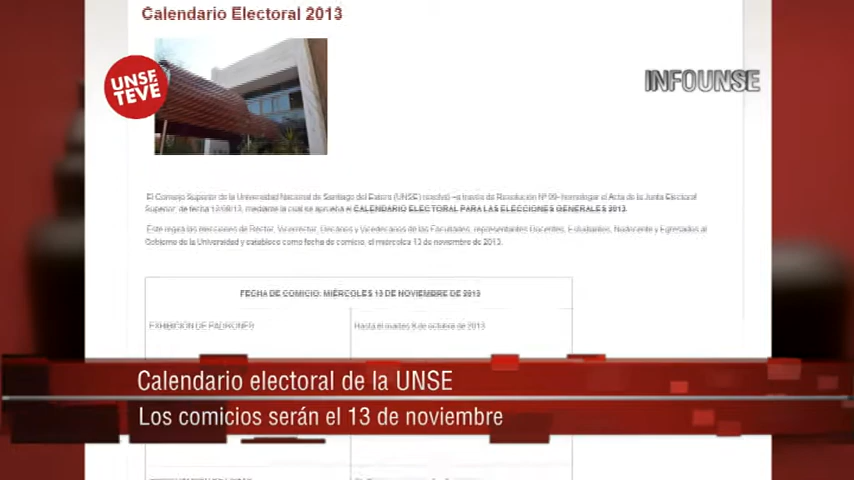 Calendario Electoral 2013
UNSE
TEVÉ
INFOUNSE
El Consejo Superior de la Universidad Nacional de Santiago del Estero (UNSE) resolvió -a través de Resolución Nº 99- homologar el Acta de la Junta Electoral
Superior de fecha mediante la cual se aprueba el CALENDARIO ELECTORAL PARA LAS ELECCIONES GENERALES 2013.
Este regirá las elecciones de Rector, Vicerrector, Decanos y Vicedecanos de las Facultades, representantes Docentes, Estudiantes, Nodocente y Egresados al
Gobierno de la Universidad y establece como fecha de comicio, el miércoles 13 de noviembre de 2013.
FECHA DE COMICIO: MIÉRCOLES 13 DE NOVIEMBRE DE 2013
EXHIBICIÓN DE PADRONES
Hasta el martes 8 de octubre de 2013
Calendario electoral de la UNSE
Los comicios serán el 13 de noviembre